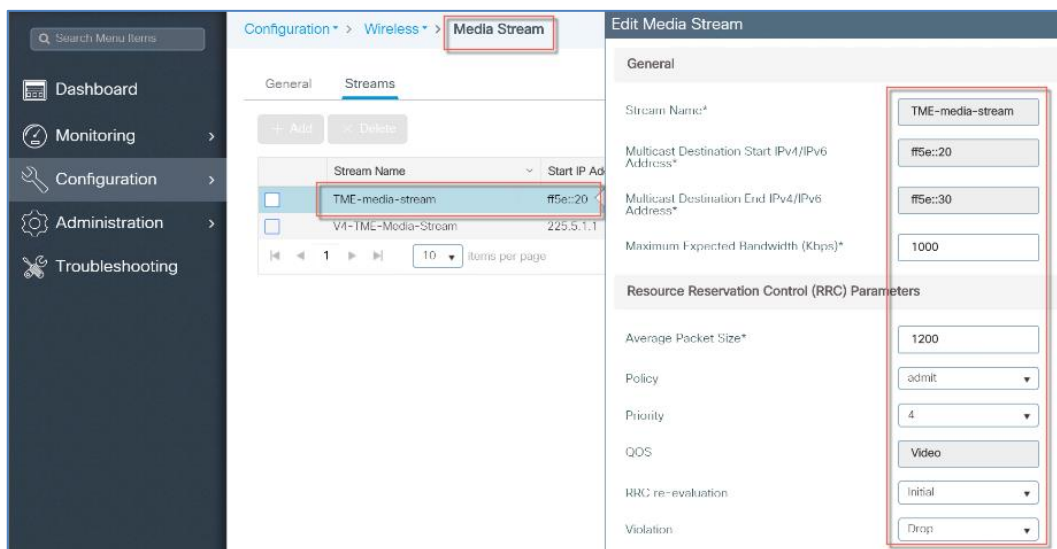 Search Menu Items
Dashboard
Monitoring
Configuration
Administration
Troubleshooting
Configuration > Wireless > Media Stream
General
Streams
+ Add
× Delete
Stream Name
Start IP Ad
TME-media-stream
ff5e::20
V4-TME-Media-Stream
225.5.1.1
1
10
items per page
Edit Media Stream
General
Stream Name*
TME-media-stream
Multicast Destination Start IPv4/IPv6
Address*
ff5e::20
Multicast Destination End IPv4/IPv6
Address*
ff5e::30
Maximum Expected Bandwidth (Kbps)*
1000
Resource Reservation Control (RRC) Parameters
Average Packet Size*
1200
Policy
admit
Priority
4
QOS
Video
RRC re-evaluation
Initial
Violation
Drop